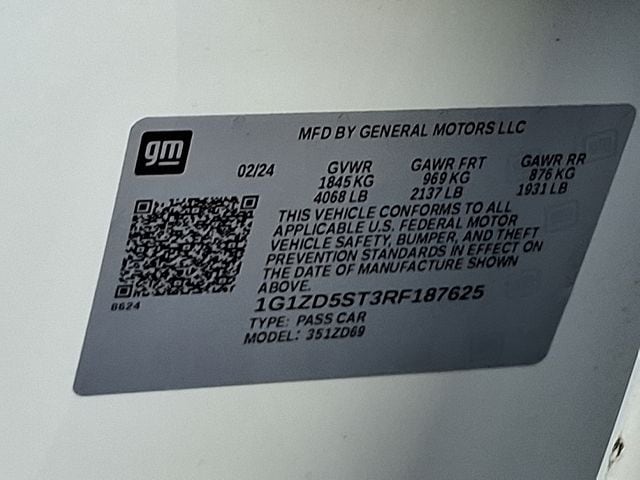 gm
MFD BY GENERAL MOTORS LLC
02/24 GVWR GAWR FRT GAWR RR
1845 KG 969 KG 876 KG
4068 LB 2137 LB 1931 LB
THIS VEHICLE CONFORMS TO ALL
APPLICABLE U.S. FEDERAL MOTOR
VEHICLE SAFETY, BUMPER, AND THEFT
PREVENTION STANDARDS IN EFFECT ON
THE DATE OF MANUFACTURE SHOWN
ABOVE.
8624
1G1ZD5ST3RF187625
TYPE: PASS CAR
MODEL: 351ZD69